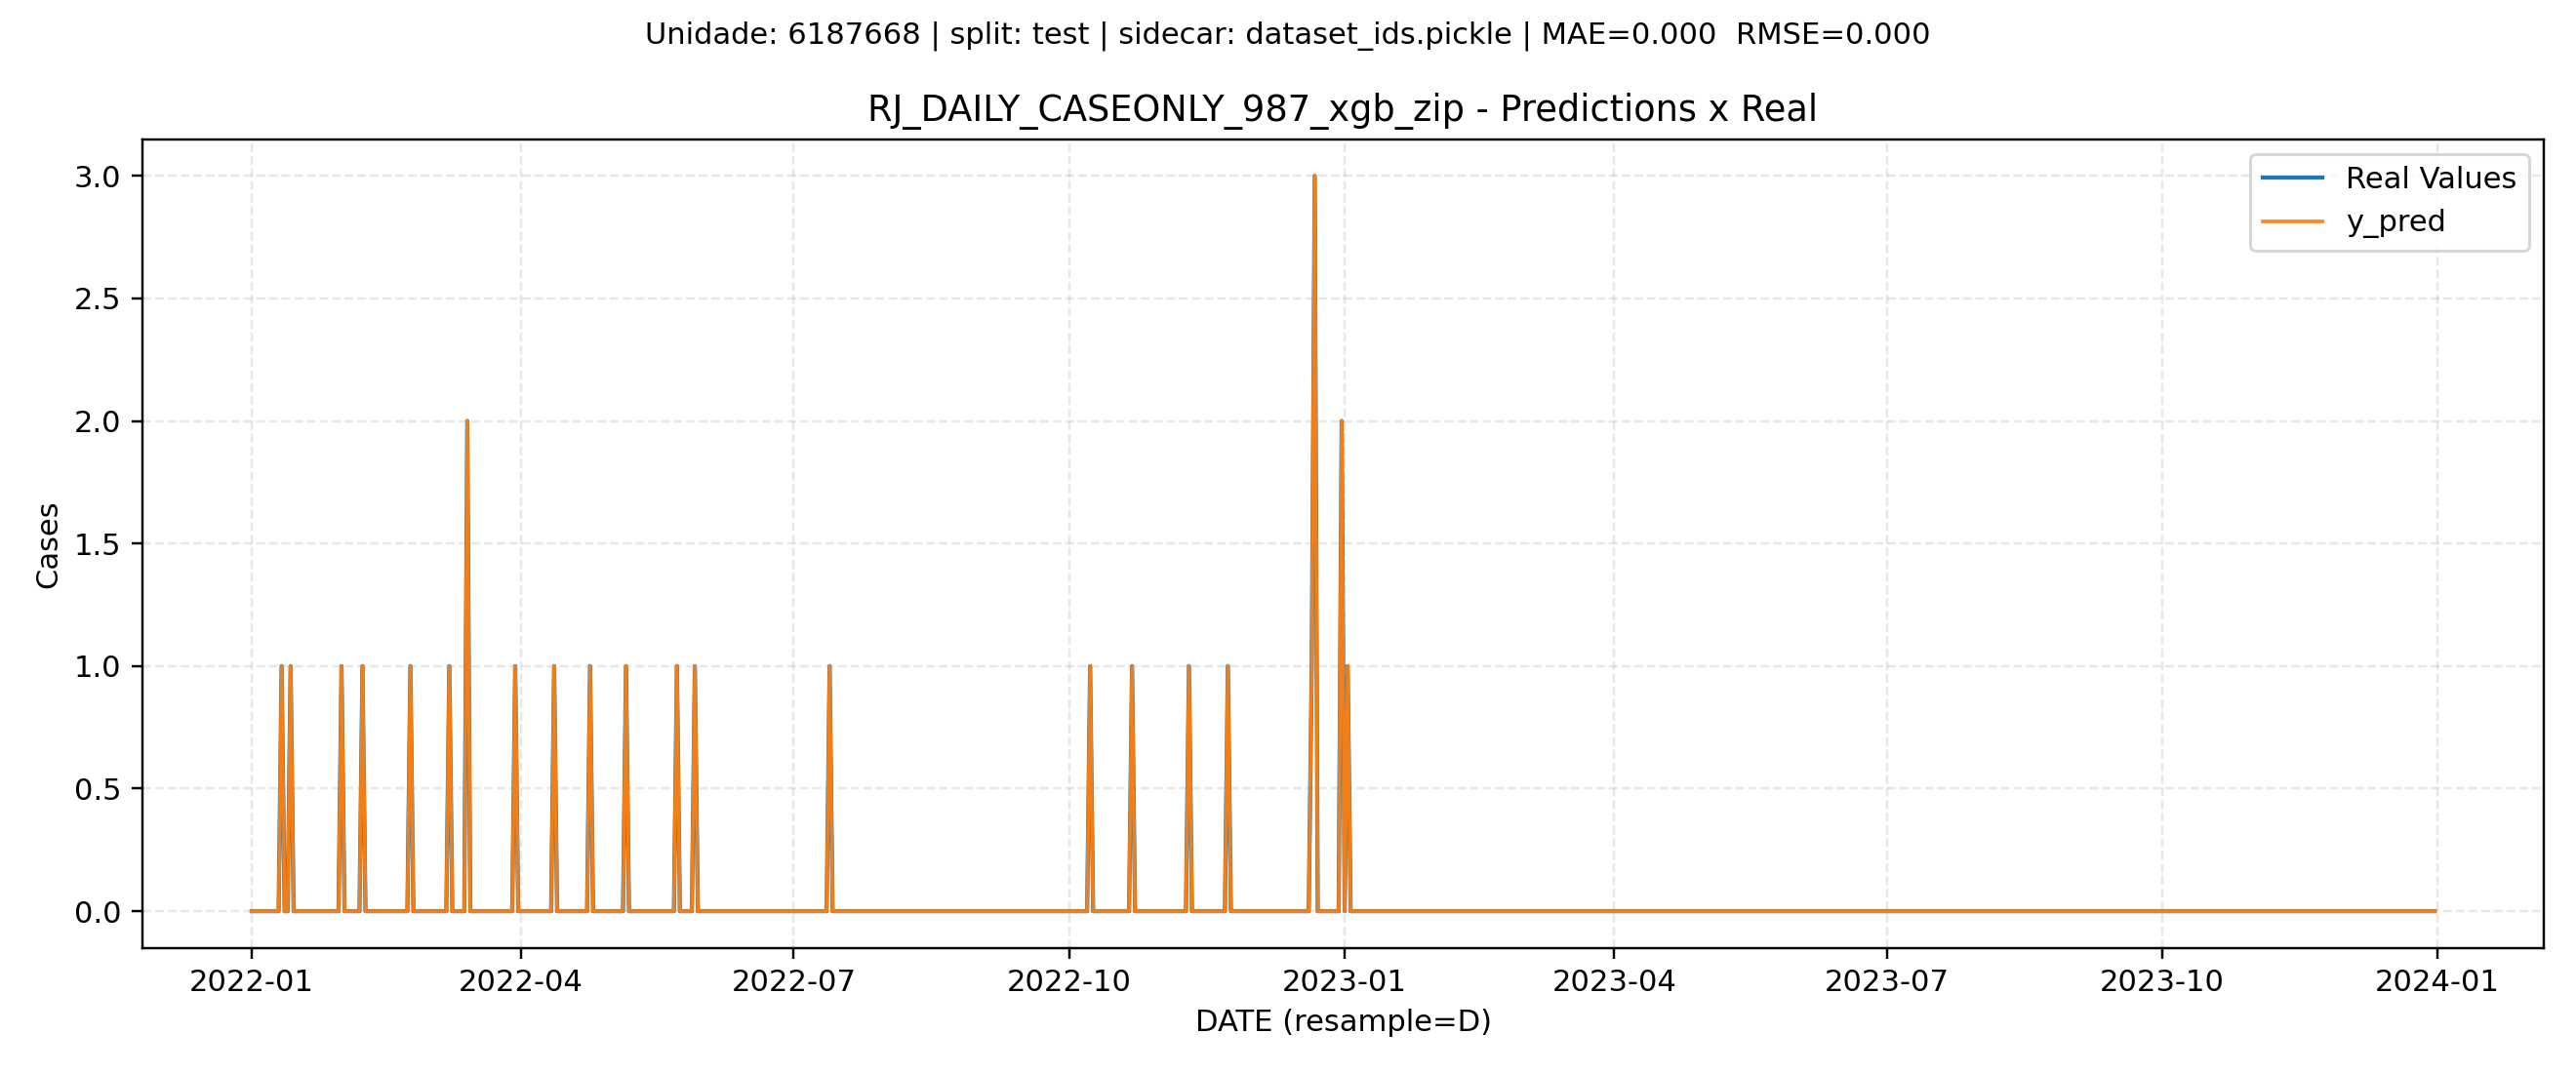 Unidade: 6187668 | split: test | sidecar: dataset_ids.pickle | MAE=0.000  RMSE=0.000
RJ_DAILY_CASEONLY_987_xgb_zip - Predictions x Real
Real Values
y_pred
Cases
3.0
2.5
2.0
1.5
1.0
0.5
0.0
2022-01 2022-04 2022-07 2022-10 2023-01 2023-04 2023-07 2023-10 2024-01
DATE (resample=D)